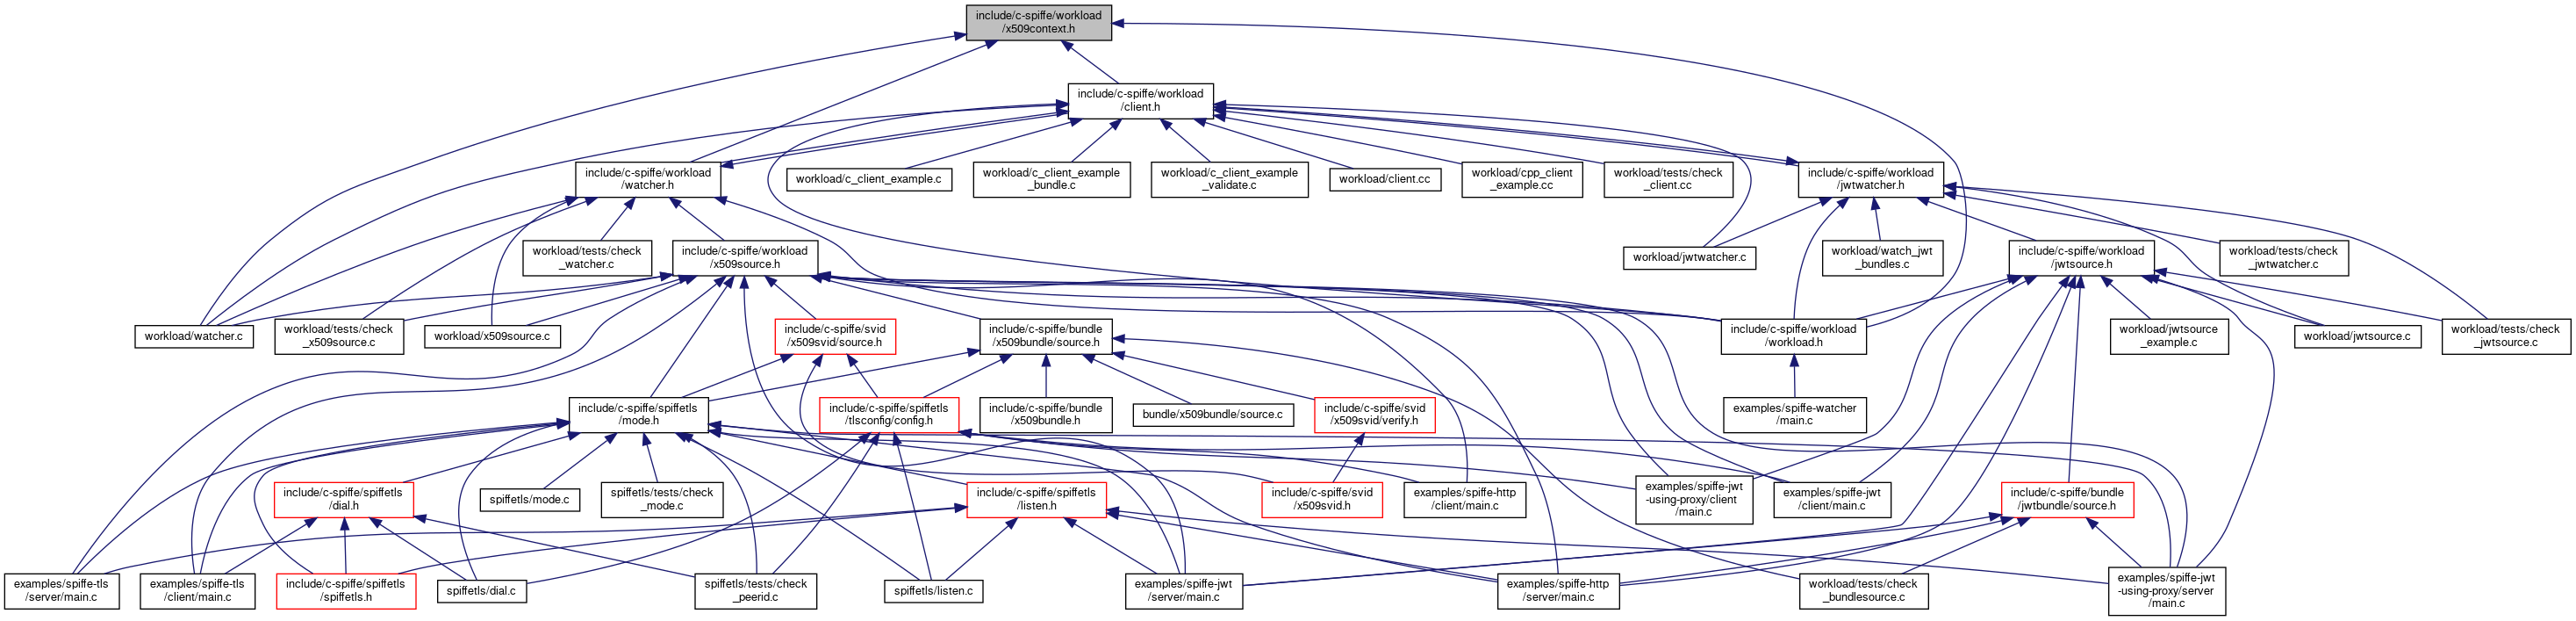 include/c-spiffe/workload
/x509context.h
include/c-spiffe/workload
/client.h
include/c-spiffe/workload
/watcher.h
workload/c_client_example.c
workload/c_client_example
_bundle.c
workload/c_client_example
_validate.c
workload/client.cc
workload/cpp_client
_example.cc
workload/tests/check
_client.cc
include/c-spiffe/workload
/jwtwatcher.h
workload/tests/check
_watcher.c
include/c-spiffe/workload
/x509source.h
workload/jwtwatcher.c
workload/watch_jwt
_bundles.c
include/c-spiffe/workload
/jwtsource.h
workload/tests/check
_jwtwatcher.c
workload/watcher.c
workload/tests/check
_x509source.c
workload/x509source.c
include/c-spiffe/svid
/x509svid/source.h
include/c-spiffe/bundle
/x509bundle/source.h
include/c-spiffe/workload
/workload.h
workload/jwtsource
_example.c
workload/jwtsource.c
workload/tests/check
_jwtsource.c
include/c-spiffe/spiffetls
/mode.h
include/c-spiffe/spiffetls
/tlsconfig/config.h
include/c-spiffe/bundle
/x509bundle.h
bundle/x509bundle/source.c
include/c-spiffe/svid
/x509svid/verify.h
examples/spiffe-watcher
/main.c
include/c-spiffe/spiffetls
/dial.h
spiffetls/mode.c
spiffetls/tests/check
_mode.c
include/c-spiffe/spiffetls
/listen.h
include/c-spiffe/svid
/x509svid.h
examples/spiffe-http
/client/main.c
examples/spiffe-jwt
-using-proxy/client
/main.c
examples/spiffe-jwt
/client/main.c
include/c-spiffe/bundle
/jwtbundle/source.h
examples/spiffe-tls
/server/main.c
examples/spiffe-tls
/client/main.c
include/c-spiffe/spiffetls
/spiffetls.h
spiffetls/dial.c
spiffetls/tests/check
_peerid.c
spiffetls/listen.c
examples/spiffe-jwt
/server/main.c
examples/spiffe-http
/server/main.c
workload/tests/check
_bundlesource.c
examples/spiffe-jwt
-using-proxy/server
/main.c